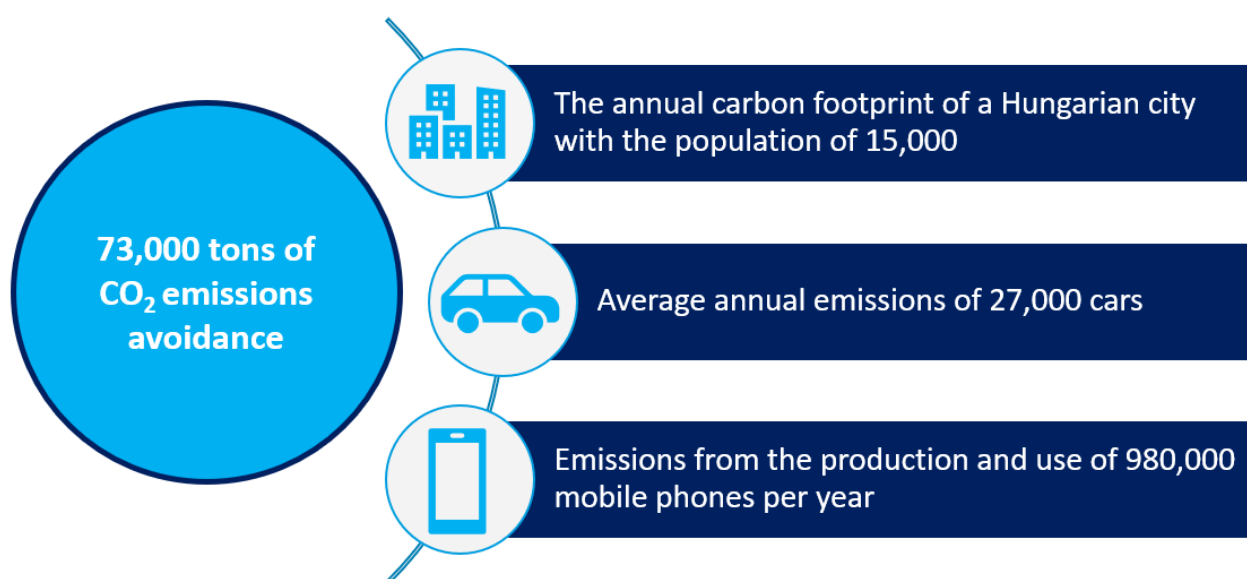 73,000 tons of
CO₂ emissions
avoidance
The annual carbon footprint of a Hungarian city
with the population of 15,000
Average annual emissions of 27,000 cars
Emissions from the production and use of 980,000
mobile phones per year